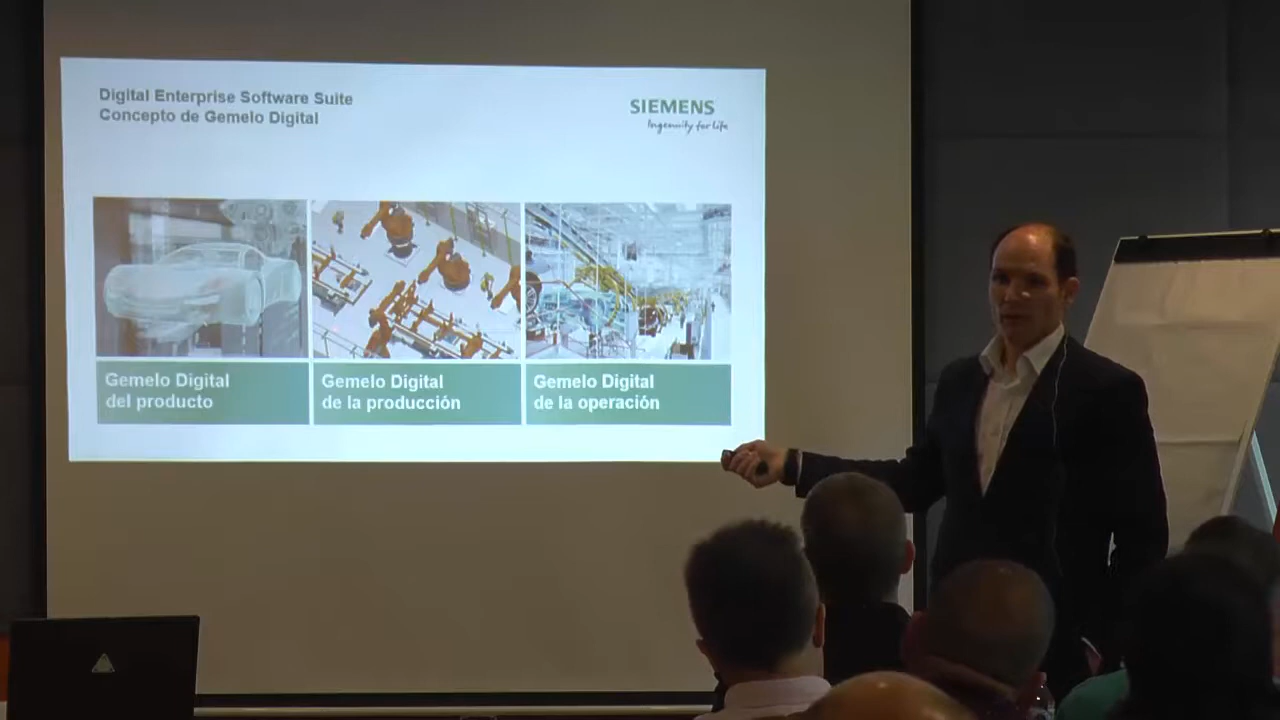 Digital Enterprise Software Suite
Concepto de Gemelo Digital
SIEMENS
Ingenuity for life
Gemelo Digital
del producto
Gemelo Digital
de la producción
Gemelo Digital
de la operación